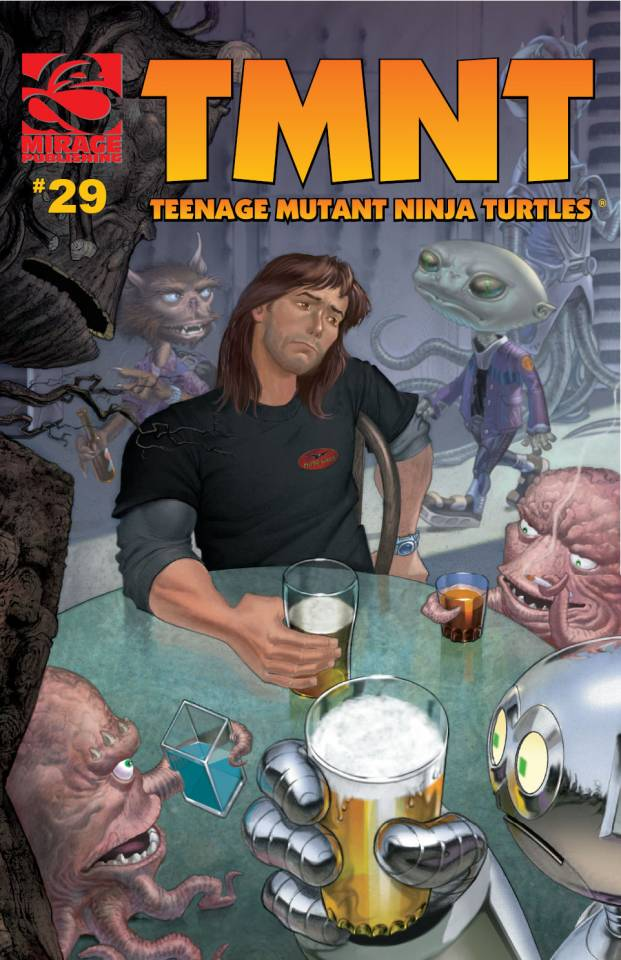 TMNT
MIRAGE
PUBLISHING
#29
TEENAGE MUTANT NINJA TURTLES®